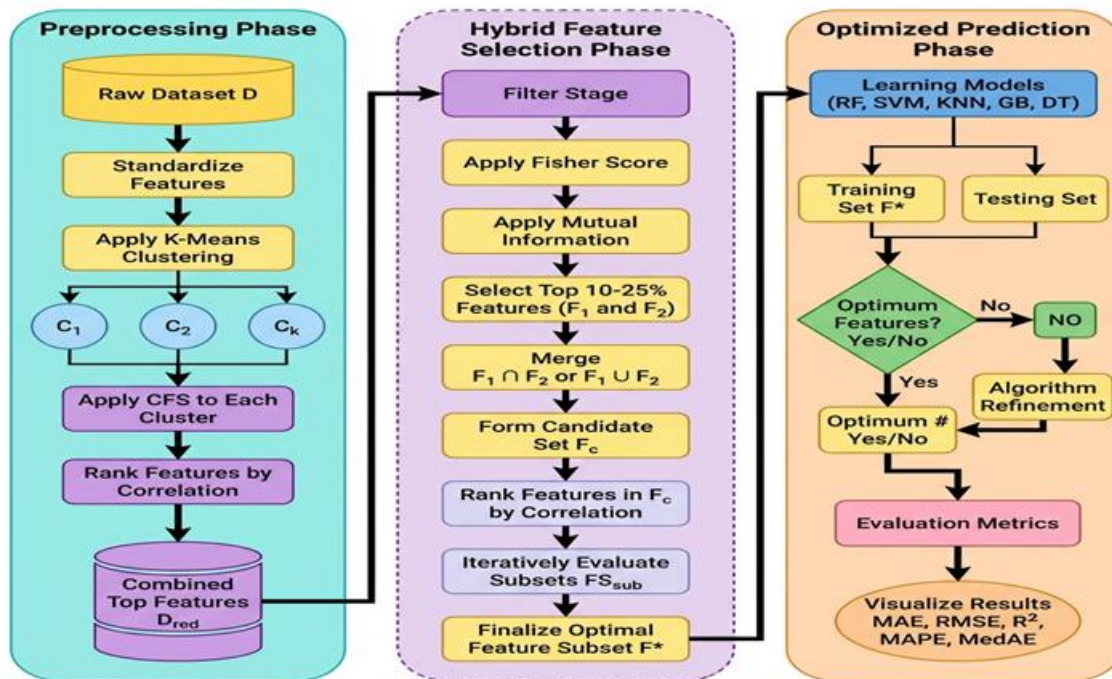 Preprocessing Phase
Raw Dataset D
Standardize
Features
Apply K-Means
Clustering
C₁
C₂
Cₖ
Apply CFS to Each
Cluster
Rank Features by
Correlation
Combined
Top Features
D_red
Hybrid Feature
Selection Phase
Filter Stage
Apply Fisher Score
Apply Mutual
Information
Select Top 10-25%
Features (F₁ and F₂)
Merge
F₁ ∩ F₂ or F₁ ∪ F₂
Form Candidate
Set F_c
Rank Features in F_c
by Correlation
Iteratively Evaluate
Subsets FS_sub
Finalize Optimal
Feature Subset F*
Optimized Prediction
Phase
Learning Models
(RF, SVM, KNN, GB, DT)
Training
Set F*
Testing Set
Optimum
Features?
Yes/No
No
NO
Yes
Algorithm
Refinement
Optimum #
Yes/No
Evaluation Metrics
Visualize Results
MAE, RMSE, R²,
MAPE, MedAE